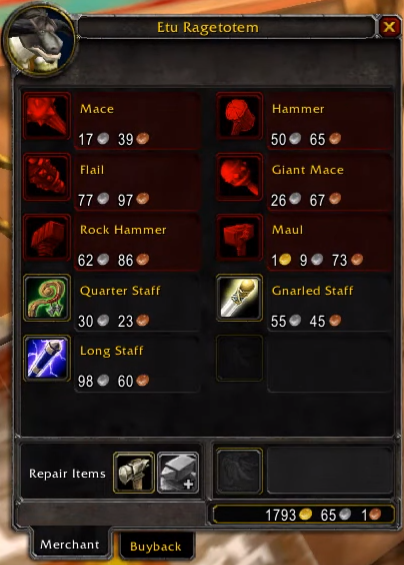 Etu Ragetotem
Mace
17 39
Hammer
50 65
Flail
77 97
Giant Mace
26 67
Rock Hammer
62 86
Maul
1 9 73
Quarter Staff
30 23
Gnarled Staff
55 45
Long Staff
98 60
Repair Items
1793 65 1
Merchant
Buyback